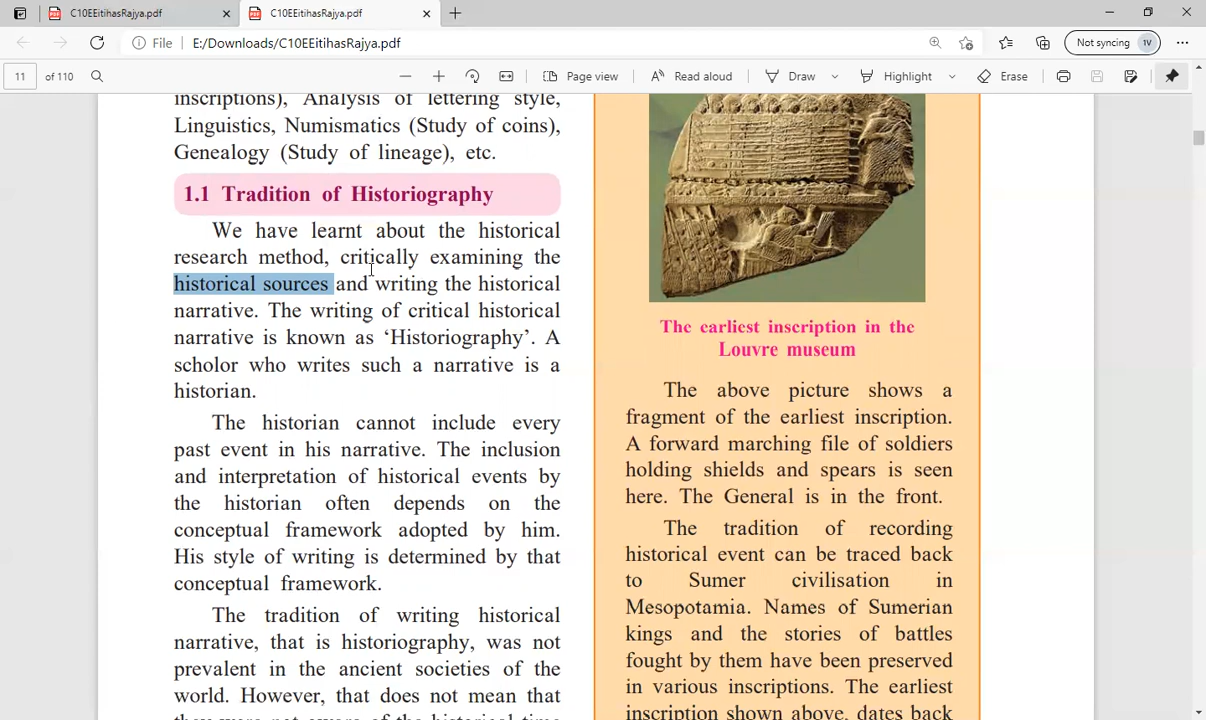 C10EEitihasRajya.pdf
C10EEitihasRajya.pdf
File E:/Downloads/C10EEitihasRajya.pdf
Not syncing
11 of 110
Page view
Read aloud
Draw
Highlight
Erase
inscriptions), Analysis of lettering style,
Linguistics, Numismatics (Study of coins),
Genealogy (Study of lineage), etc.
1.1 Tradition of Historiography
We have learnt about the historical
research method, critically examining the
historical sources and writing the historical
narrative. The writing of critical historical
narrative is known as ‘Historiography’. A
scholor who writes such a narrative is a
historian.
The historian cannot include every
past event in his narrative. The inclusion
and interpretation of historical events by
the historian often depends on the
conceptual framework adopted by him.
His style of writing is determined by that
conceptual framework.
The tradition of writing historical
narrative, that is historiography, was not
prevalent in the ancient societies of the
world. However, that does not mean that
they were not aware of the historical time
The earliest inscription in the
Louvre museum
The above picture shows a
fragment of the earliest inscription.
A forward marching file of soldiers
holding shields and spears is seen
here. The General is in the front.
The tradition of recording
historical event can be traced back
to Sumer civilisation in
Mesopotamia. Names of Sumerian
kings and the stories of battles
fought by them have been preserved
in various inscriptions. The earliest
inscription shown above, dates back